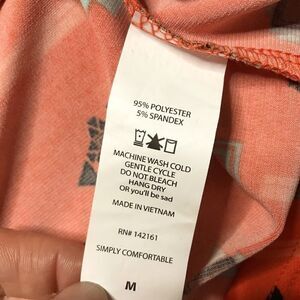 95% POLYESTER
5% SPANDEX
MACHINE WASH COLD
GENTLE CYCLE
DO NOT BLEACH
HANG DRY
OR you'll be sad
MADE IN VIETNAM
RN# 142161
SIMPLY COMFORTABLE
M